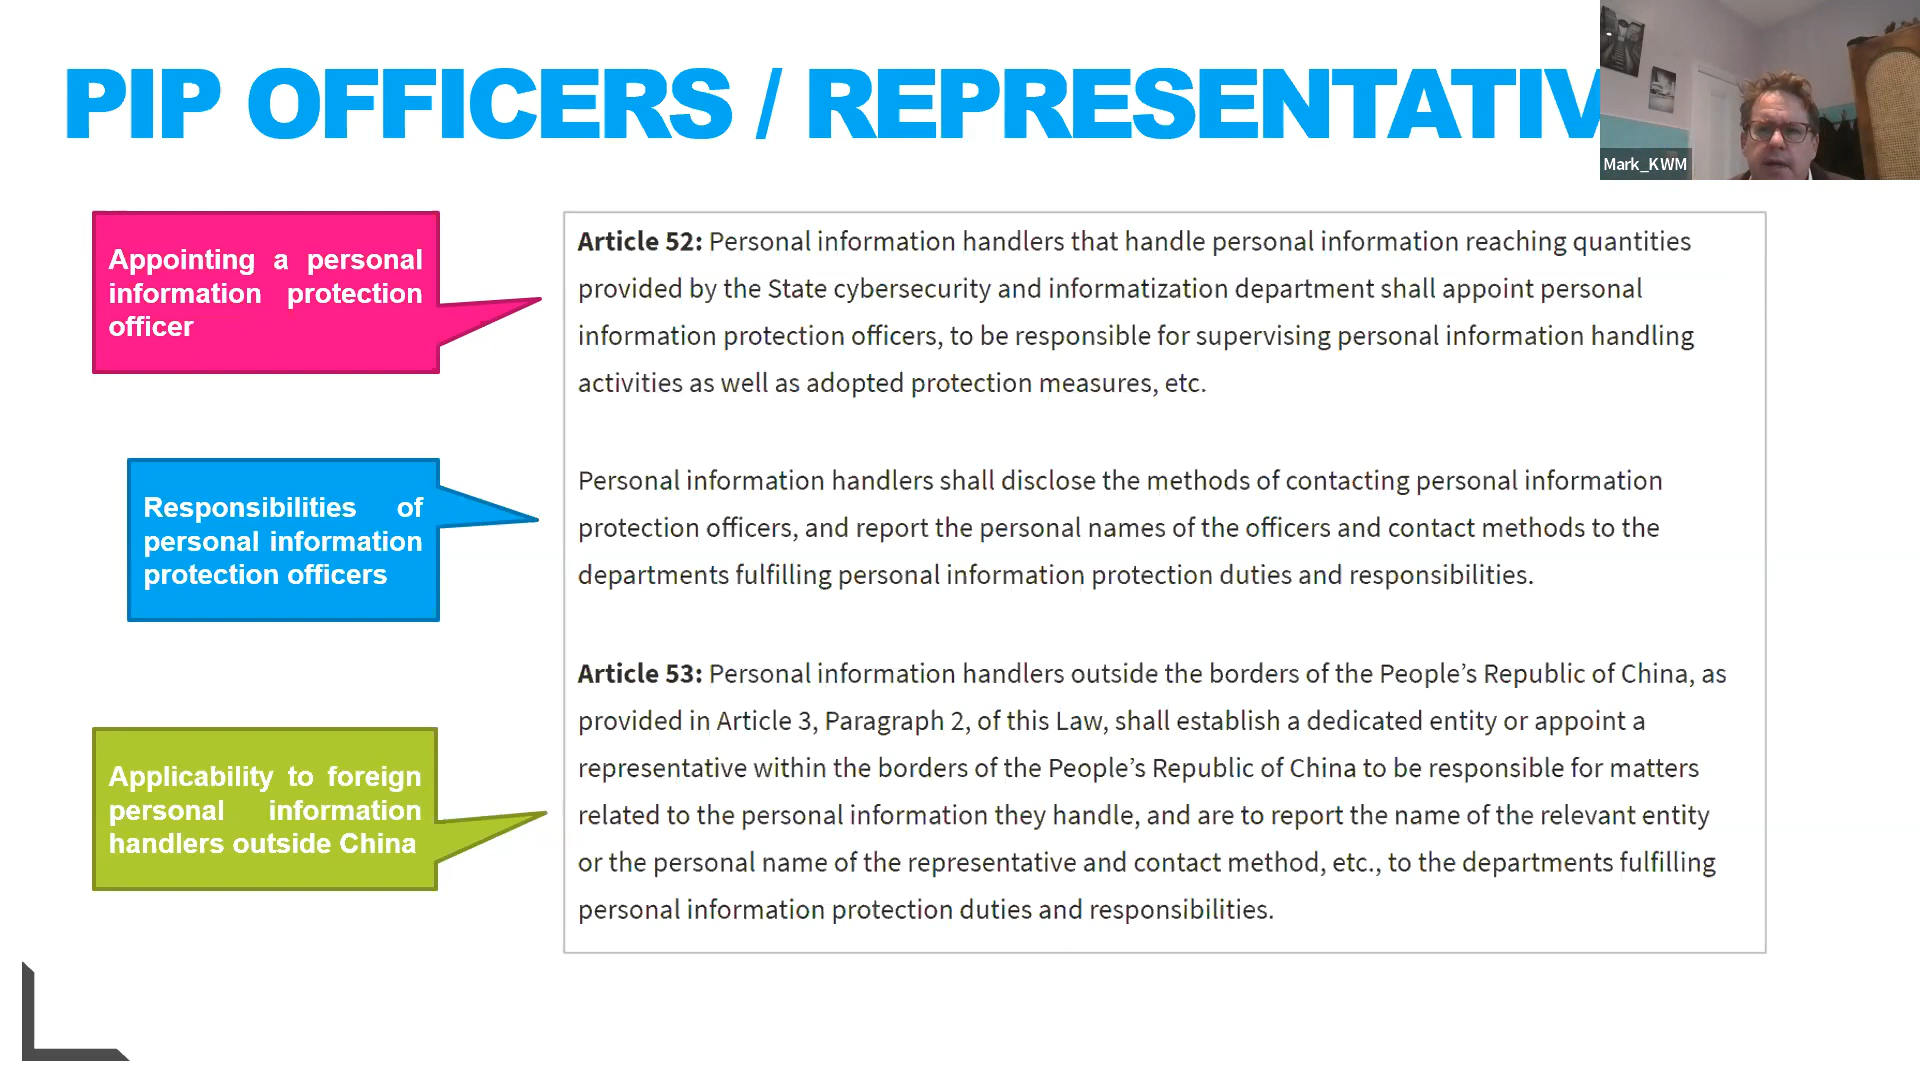 PIP OFFICERS / REPRESENTATIV
Mark_KWM
Appointing a personal
information protection
officer
Article 52: Personal information handlers that handle personal information reaching quantities
provided by the State cybersecurity and informatization department shall appoint personal
information protection officers, to be responsible for supervising personal information handling
activities as well as adopted protection measures, etc.
Responsibilities of
personal information
protection officers
Personal information handlers shall disclose the methods of contacting personal information
protection officers, and report the personal names of the officers and contact methods to the
departments fulfilling personal information protection duties and responsibilities.
Applicability to foreign
personal information
handlers outside China
Article 53: Personal information handlers outside the borders of the People’s Republic of China, as
provided in Article 3, Paragraph 2, of this Law, shall establish a dedicated entity or appoint a
representative within the borders of the People’s Republic of China to be responsible for matters
related to the personal information they handle, and are to report the name of the relevant entity
or the personal name of the representative and contact method, etc., to the departments fulfilling
personal information protection duties and responsibilities.